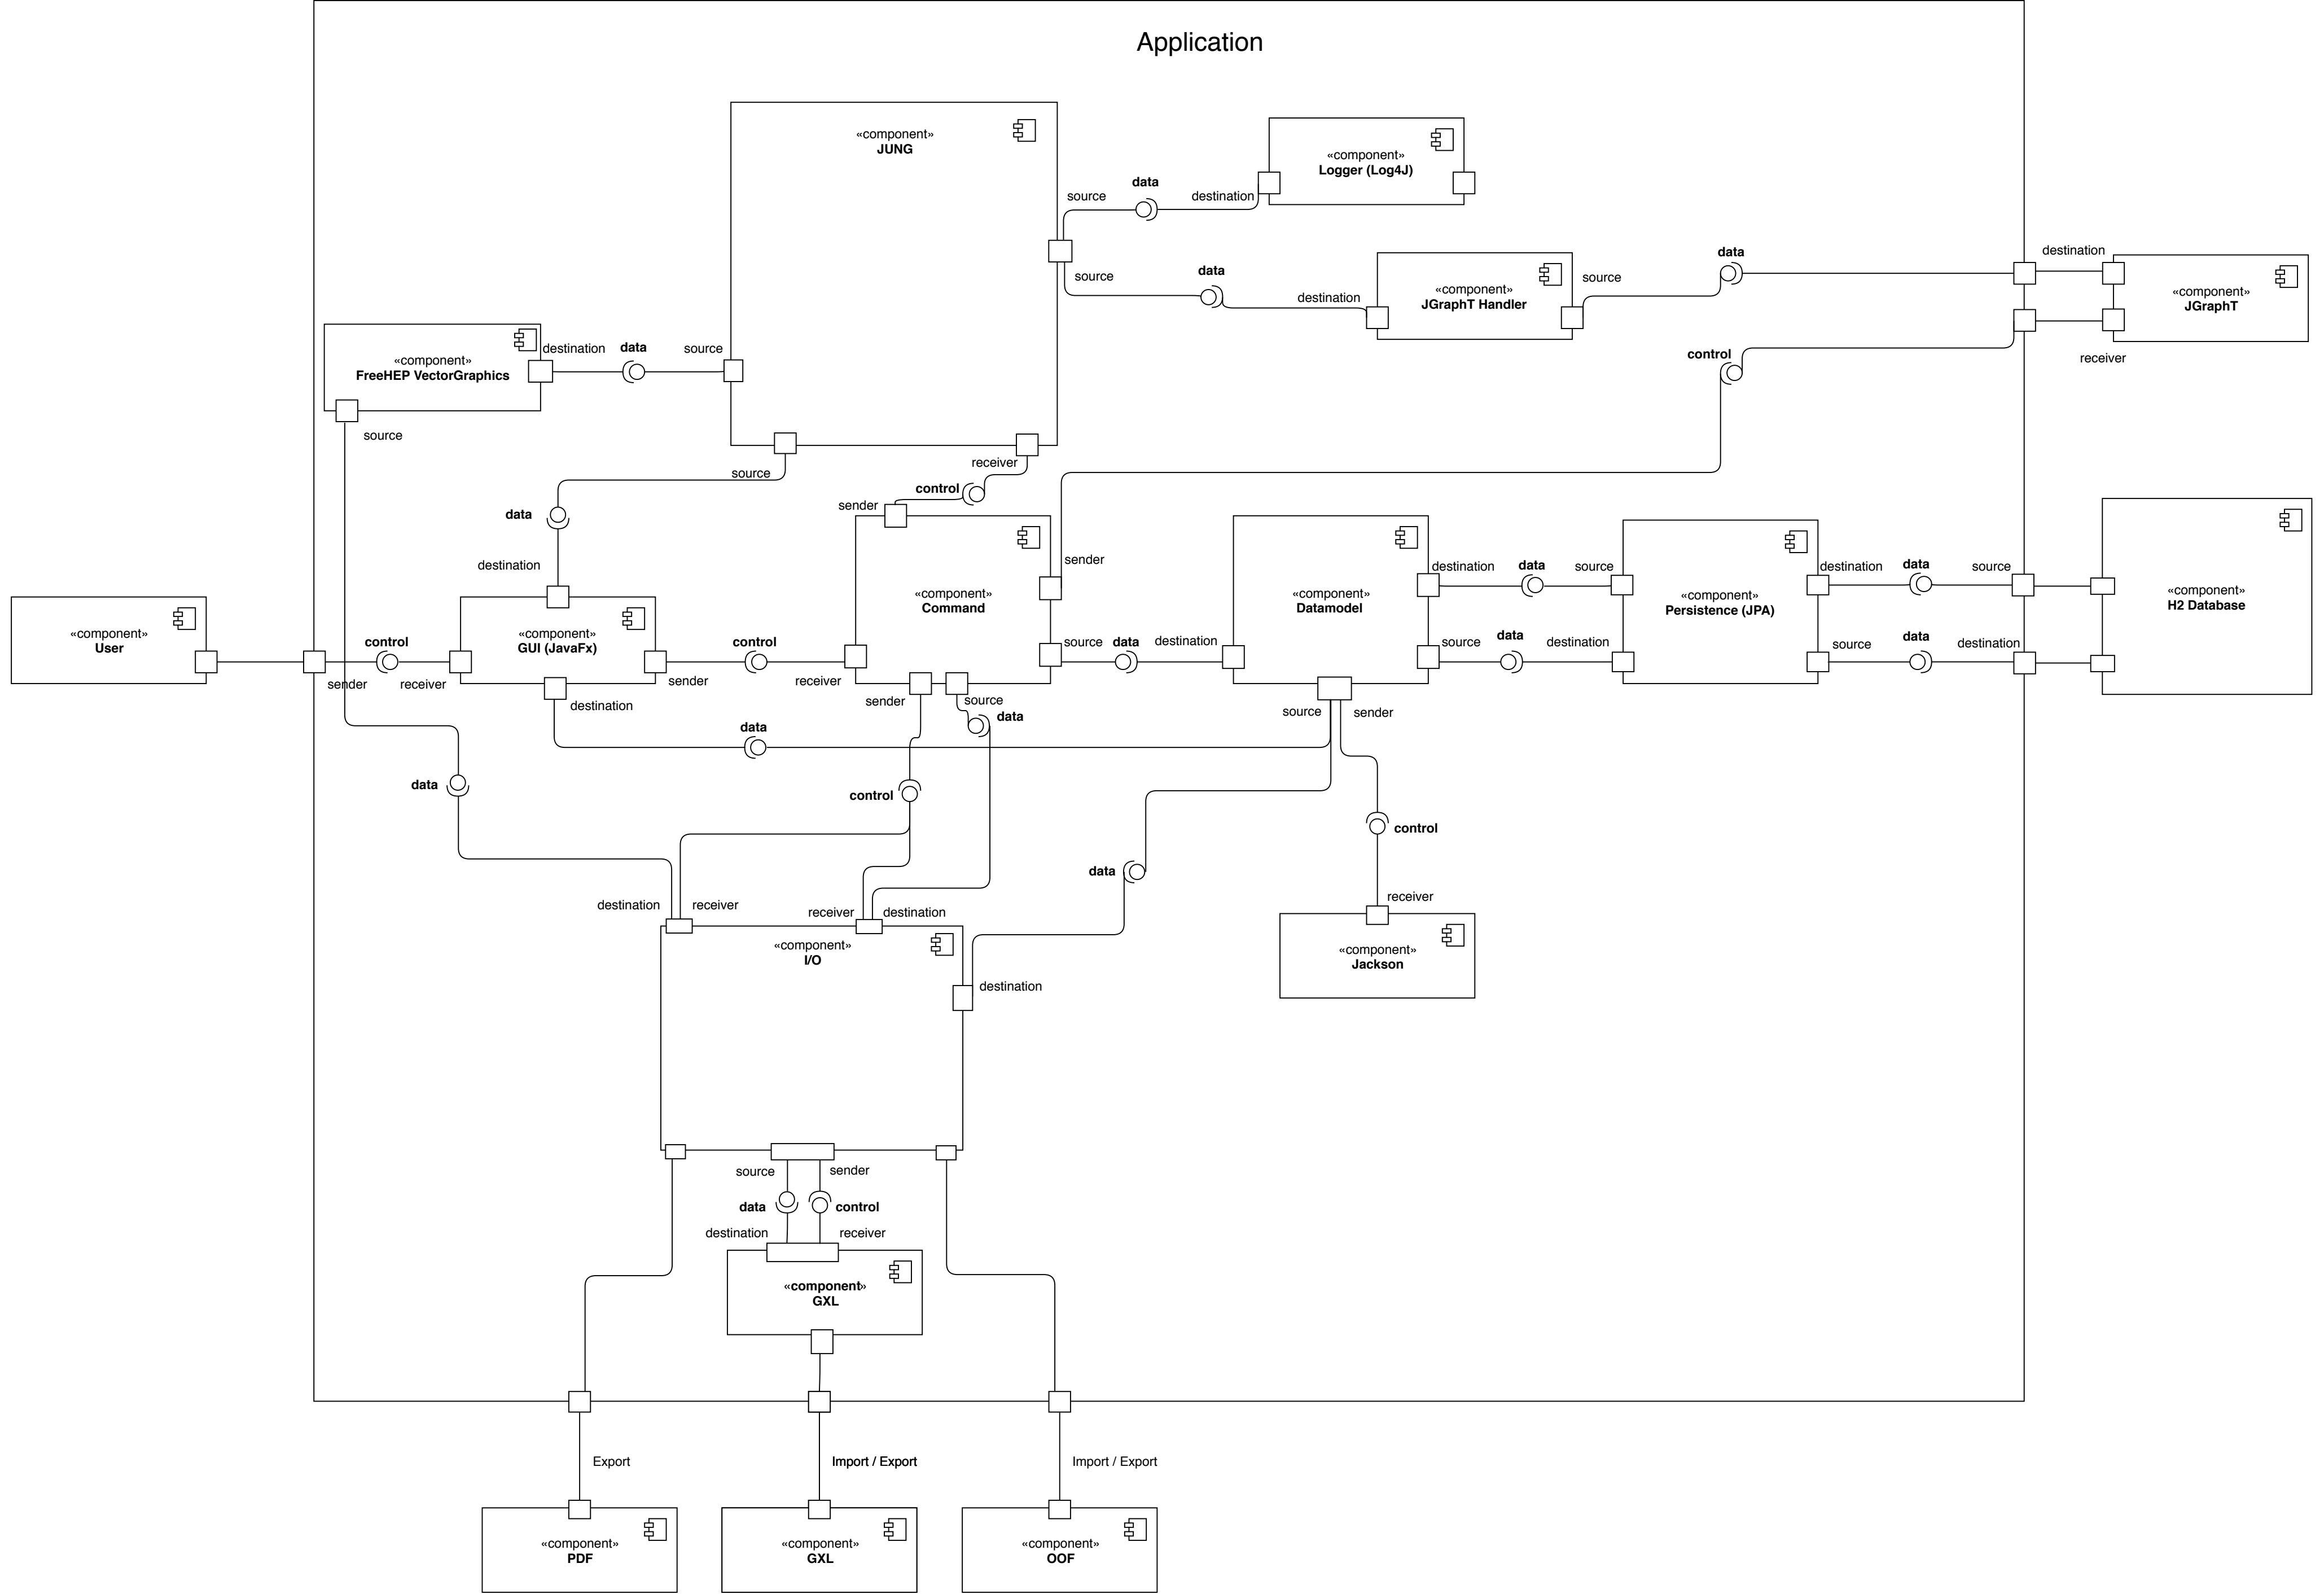 Application
«component»
JUNG
«component»
Logger (Log4J)
data
source
destination
source
data
destination
«component»
JGraphT Handler
source
data
destination
«component»
JGraphT
receiver
control
«component»
FreeHEP VectorGraphics
destination
data
source
source
source
receiver
control
sender
data
destination
sender
«component»
User
control
sender
receiver
«component»
GUI (JavaFx)
sender
control
receiver
destination
«component»
Command
source
data
destination
«component»
Datamodel
destination
data
source
source
data
destination
«component»
Persistence (JPA)
destination
data
source
source
data
destination
«component»
H2 Database
sender
source
data
data
source
sender
data
control
control
data
receiver
destination
receiver
receiver
destination
«component»
I/O
destination
«component»
Jackson
source
sender
data
control
destination
receiver
«component»
GXL
Export
Import / Export
Import / Export
«component»
PDF
«component»
GXL
«component»
OOF